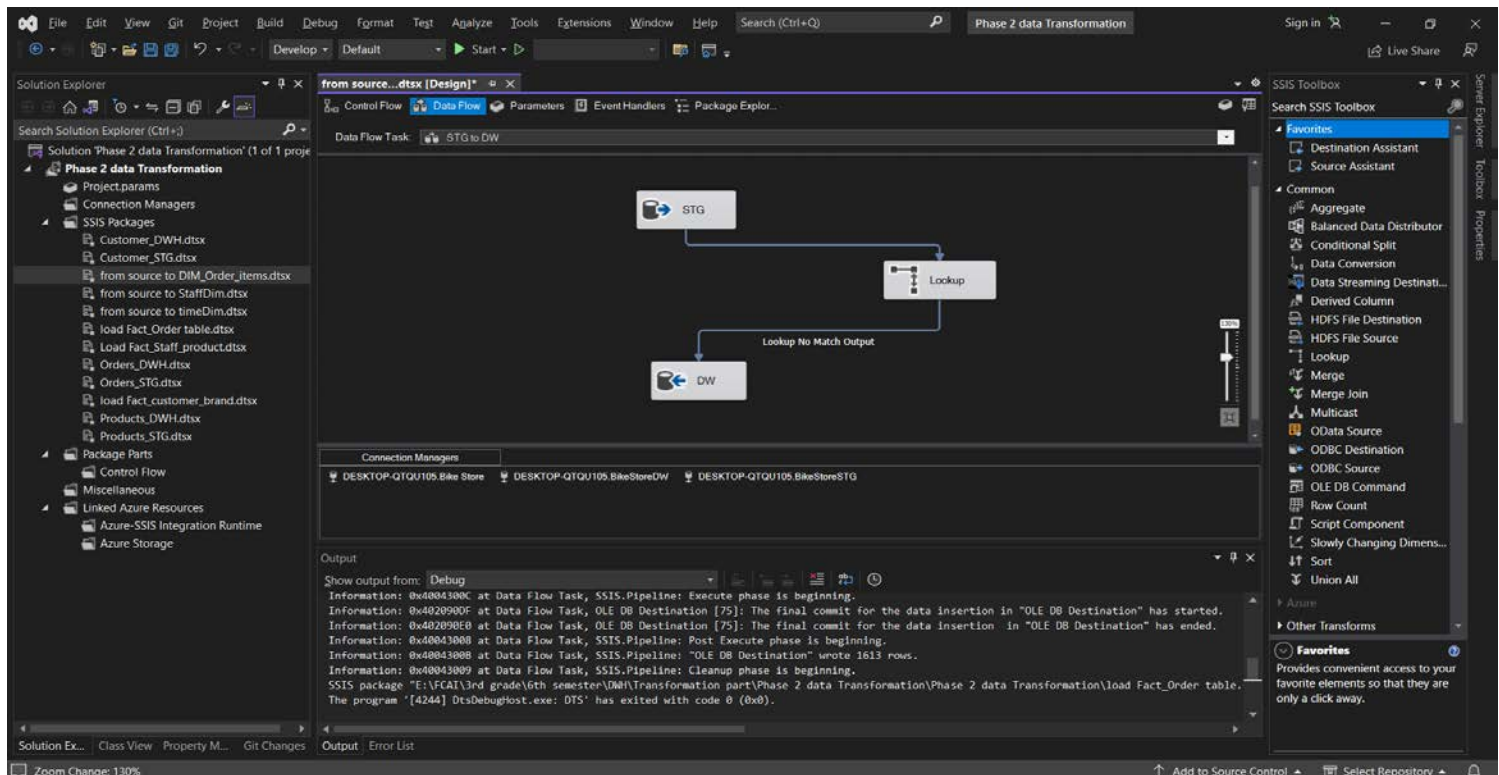 File Edit View Git Project Build Debug Format Test Analyze Tools Extensions Window Help Search (Ctrl+Q) Phase 2 data Transformation Sign in
Develop Default Start Live Share
Solution Explorer
Search Solution Explorer (Ctrl+;)
Solution 'Phase 2 data Transformation' (1 of 1 proje
Phase 2 data Transformation
Project.params
Connection Managers
SSIS Packages
Customer_DWH.dtsx
Customer_STG.dtsx
from source to DIM_Order_items.dtsx
from source to StaffDim.dtsx
from source to timeDim.dtsx
load Fact_Order table.dtsx
Load Fact_Staff_product.dtsx
Orders_DWH.dtsx
Orders_STG.dtsx
load Fact_customer_brand.dtsx
Products_DWH.dtsx
Products_STG.dtsx
Package Parts
Control Flow
Miscellaneous
Linked Azure Resources
Azure-SSIS Integration Runtime
Azure Storage
Solution Ex... Class View Property M... Git Changes
from source...dtsx [Design]*
Control Flow Data Flow Parameters Event Handlers Package Explor...
Data Flow Task: STG to DW
STG
Lookup
Lookup No Match Output
DW
130%
Connection Managers
DESKTOP-QTQU105.Bike Store DESKTOP-QTQU105.BikeStoreDW DESKTOP-QTQU105.BikeStoreSTG
Output
Show output from: Debug
Information: 0x4004300C at Data Flow Task, SSIS.Pipeline: Execute phase is beginning.
Information: 0x402090DF at Data Flow Task, OLE DB Destination [75]: The final commit for the data insertion in "OLE DB Destination" has started.
Information: 0x402090E0 at Data Flow Task, OLE DB Destination [75]: The final commit for the data insertion  in "OLE DB Destination" has ended.
Information: 0x40043008 at Data Flow Task, SSIS.Pipeline: Post Execute phase is beginning.
Information: 0x4004300B at Data Flow Task, SSIS.Pipeline: "OLE DB Destination" wrote 1613 rows.
Information: 0x40043009 at Data Flow Task, SSIS.Pipeline: Cleanup phase is beginning.
SSIS package "E:\FCAI\3rd grade\6th semester\DWH\Transformation part\Phase 2 data Transformation\Phase 2 data Transformation\load Fact_Order table.
The program '[4244] DtsDebugHost.exe: DTS' has exited with code 0 (0x0).
Output Error List
SSIS Toolbox
Search SSIS Toolbox
Favorites
Destination Assistant
Source Assistant
Common
Aggregate
Balanced Data Distributor
Conditional Split
Data Conversion
Data Streaming Destinati...
Derived Column
HDFS File Destination
HDFS File Source
Lookup
Merge
Merge Join
Multicast
OData Source
ODBC Destination
ODBC Source
OLE DB Command
Row Count
Script Component
Slowly Changing Dimens...
Sort
Union All
Azure
Other Transforms
Favorites
Provides convenient access to your
favorite elements so that they are
only a click away.
Server Explorer
Toolbox
Properties
Zoom Change: 130% Add to Source Control Select Repository